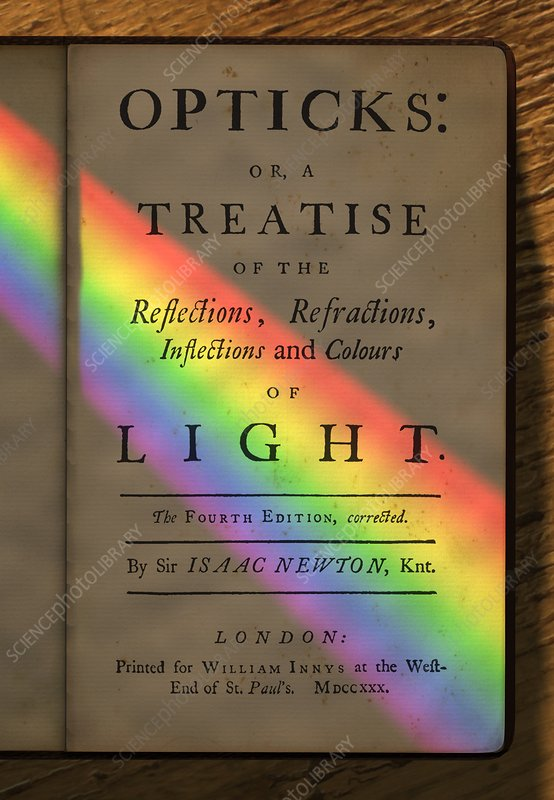 OPTICKS:
OR, A
TREATISE
OF THE
Reflections, Refractions,
Inflections and Colours
OF
LIGHT.
The FOURTH EDITION, corrected.
By Sir ISAAC NEWTON, Knt.
LONDON:
Printed for WILLIAM INNYS at the Weſt-
End of St. Paul's. MDCCXXX.
SCIENCEphotoLIBRARY